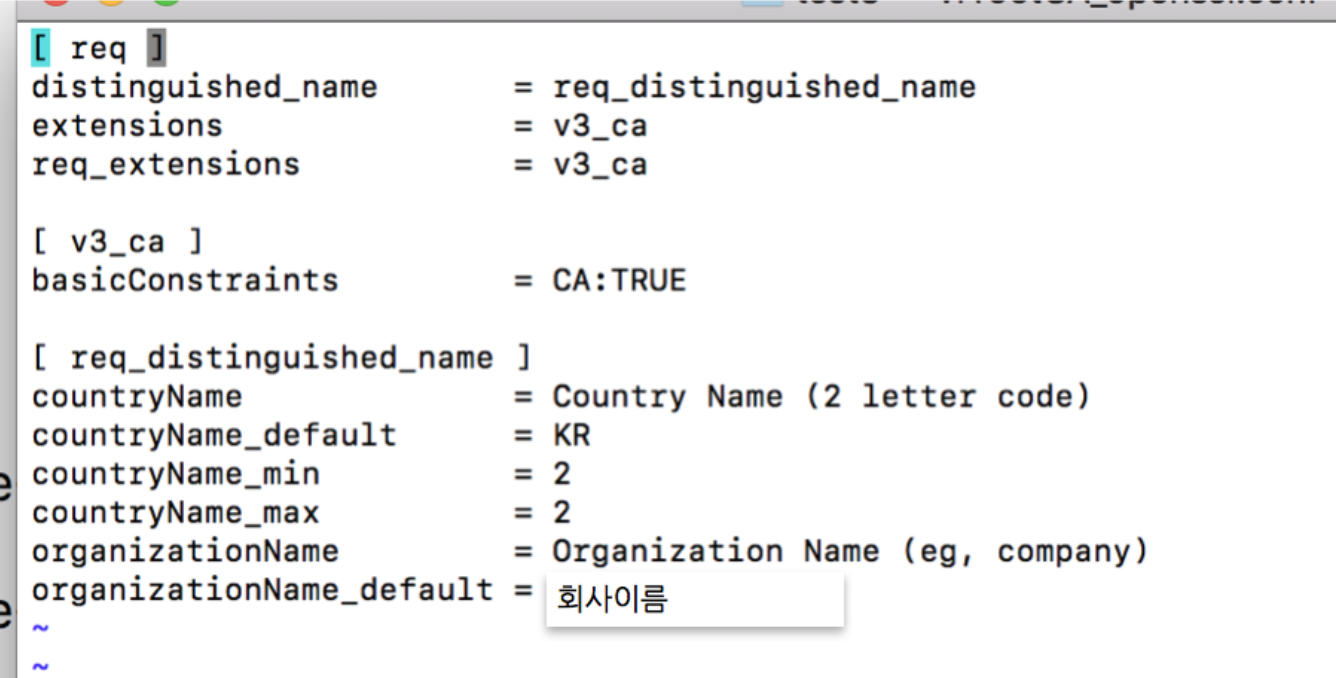 [ req ]
distinguished_name = req_distinguished_name
extensions = v3_ca
req_extensions = v3_ca
[ v3_ca ]
basicConstraints = CA:TRUE
[ req_distinguished_name ]
countryName = Country Name (2 letter code)
countryName_default = KR
countryName_min = 2
countryName_max = 2
organizationName = Organization Name (eg, company)
organizationName_default = 회사이름
~
~